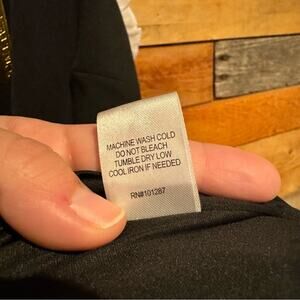 MACHINE WASH COLD
DO NOT BLEACH
TUMBLE DRY LOW
COOL IRON IF NEEDED
RN#101287